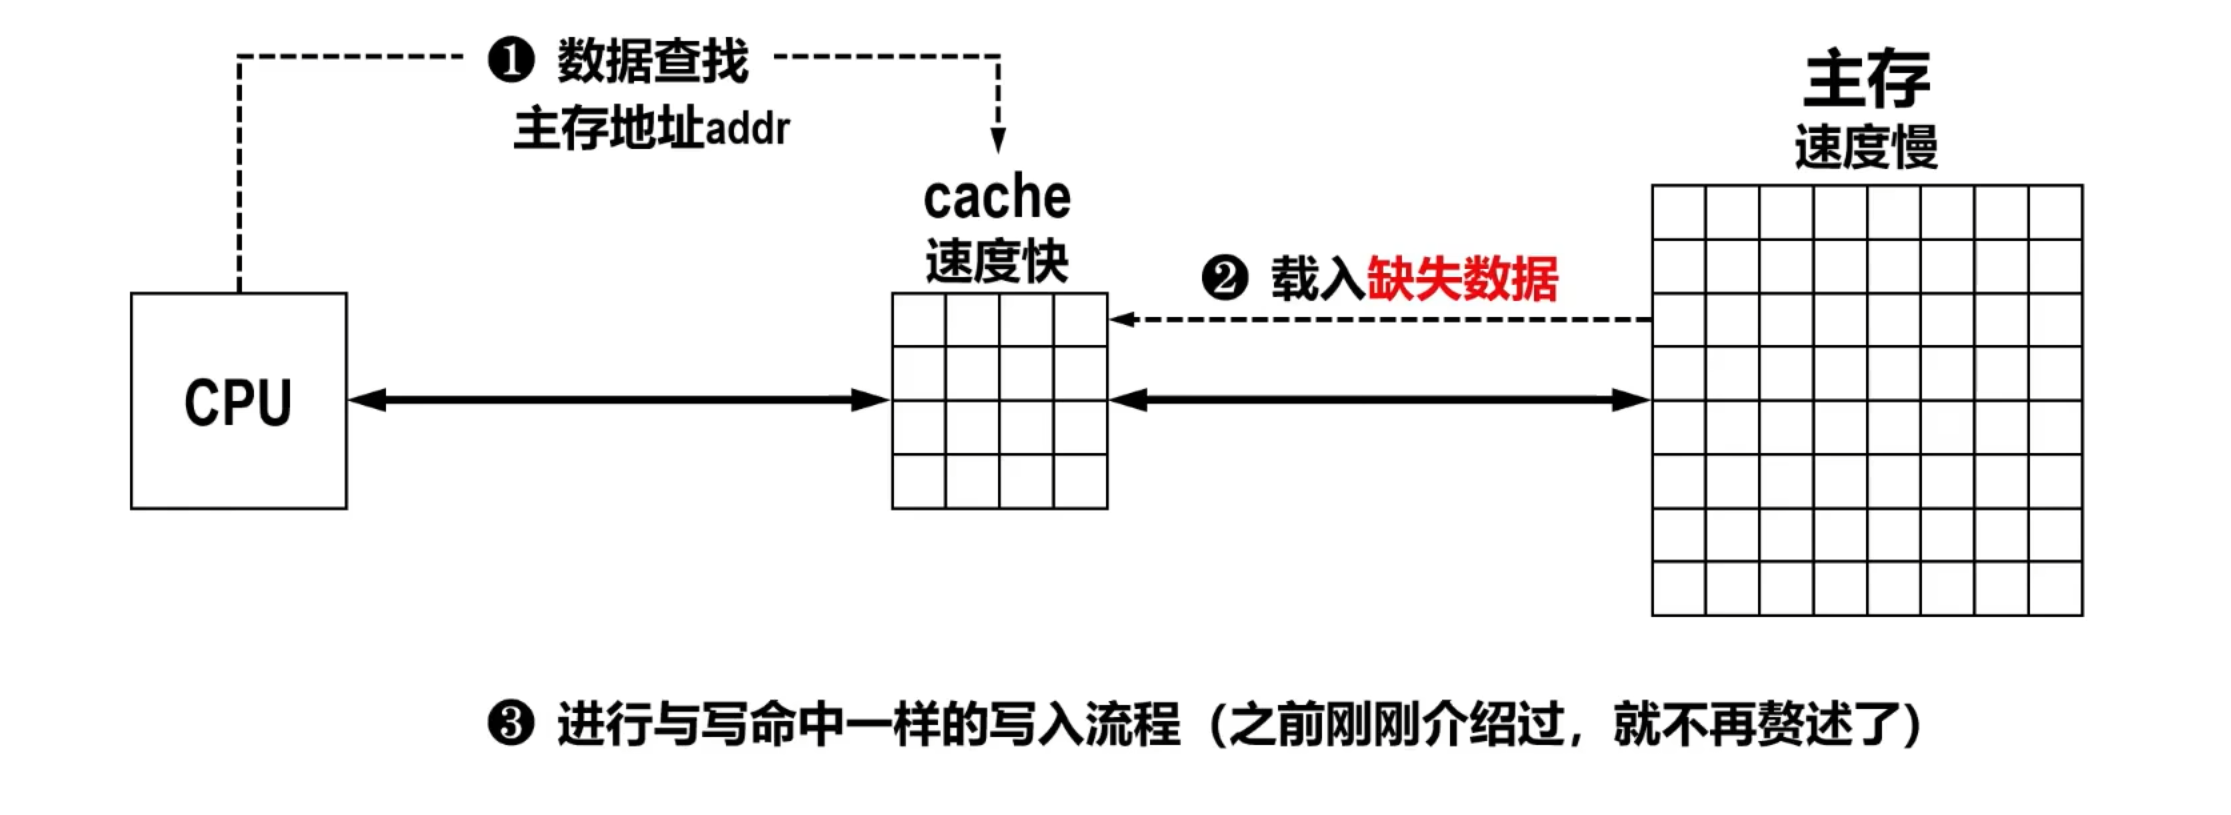 ❶ 数据查找
主存地址addr
主存
速度慢
cache
速度快
❷ 载入缺失数据
CPU
❸ 进行与写命中一样的写入流程（之前刚刚介绍过，就不再赘述了）